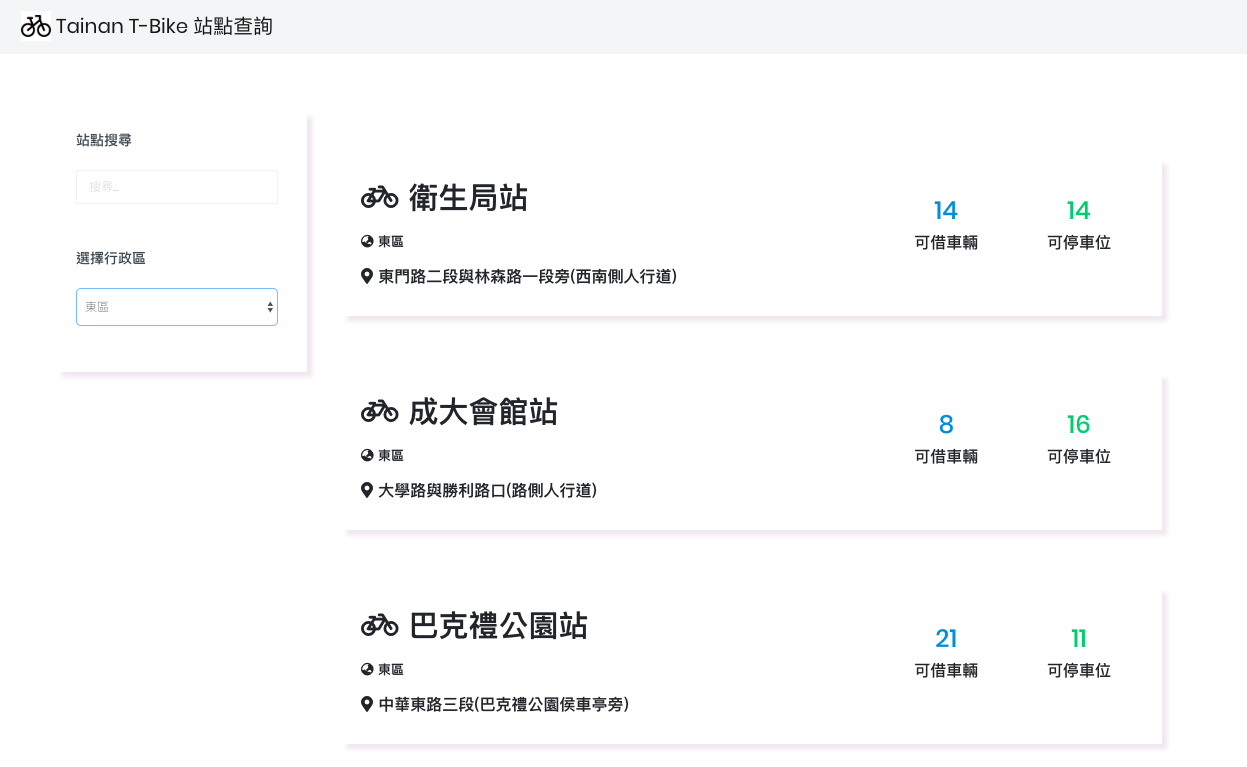 Tainan T-Bike 站點查詢
站點搜尋
搜尋...
選擇行政區
東區
衛生局站
東區
東門路二段與林森路一段旁(西南側人行道)
14
可借車輛
14
可停車位
成大會館站
東區
大學路與勝利路口(路側人行道)
8
可借車輛
16
可停車位
巴克禮公園站
東區
中華東路三段(巴克禮公園侯車亭旁)
21
可借車輛
11
可停車位